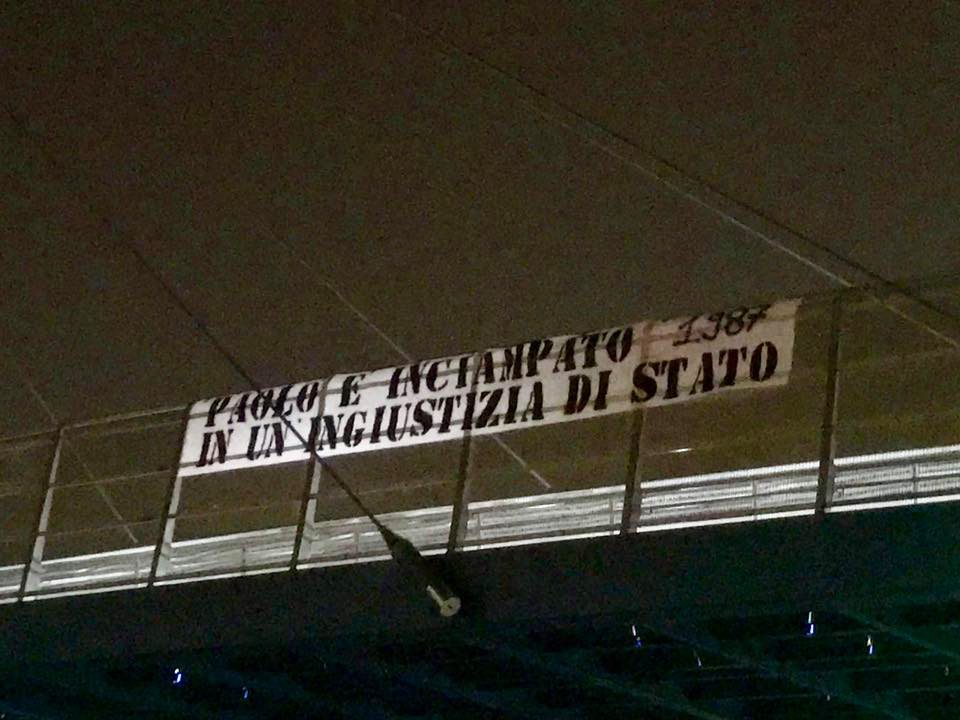 PAOLO E INCIAMPATO 1987
IN UN INGIUSTIZIA DI STATO